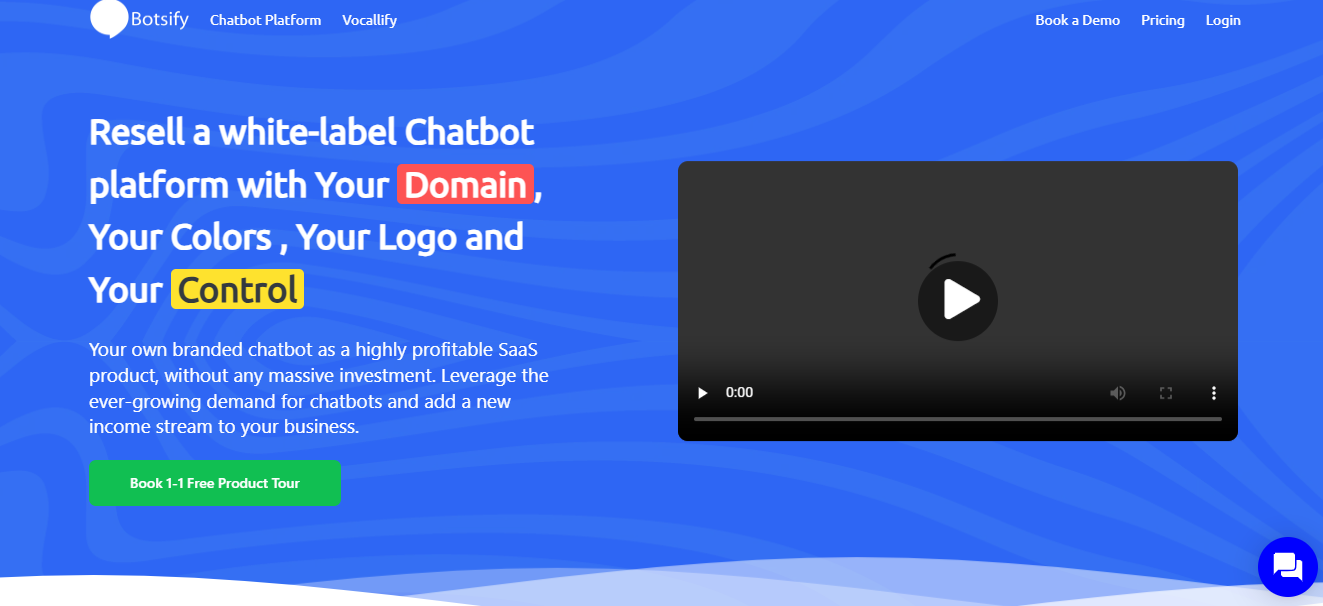 Botsify Chatbot Platform Vocallify Book a Demo Pricing Login
Resell a white-label Chatbot
platform with Your Domain,
Your Colors , Your Logo and
Your Control
Your own branded chatbot as a highly profitable SaaS
product, without any massive investment. Leverage the
ever-growing demand for chatbots and add a new
income stream to your business.
Book 1-1 Free Product Tour
0:00